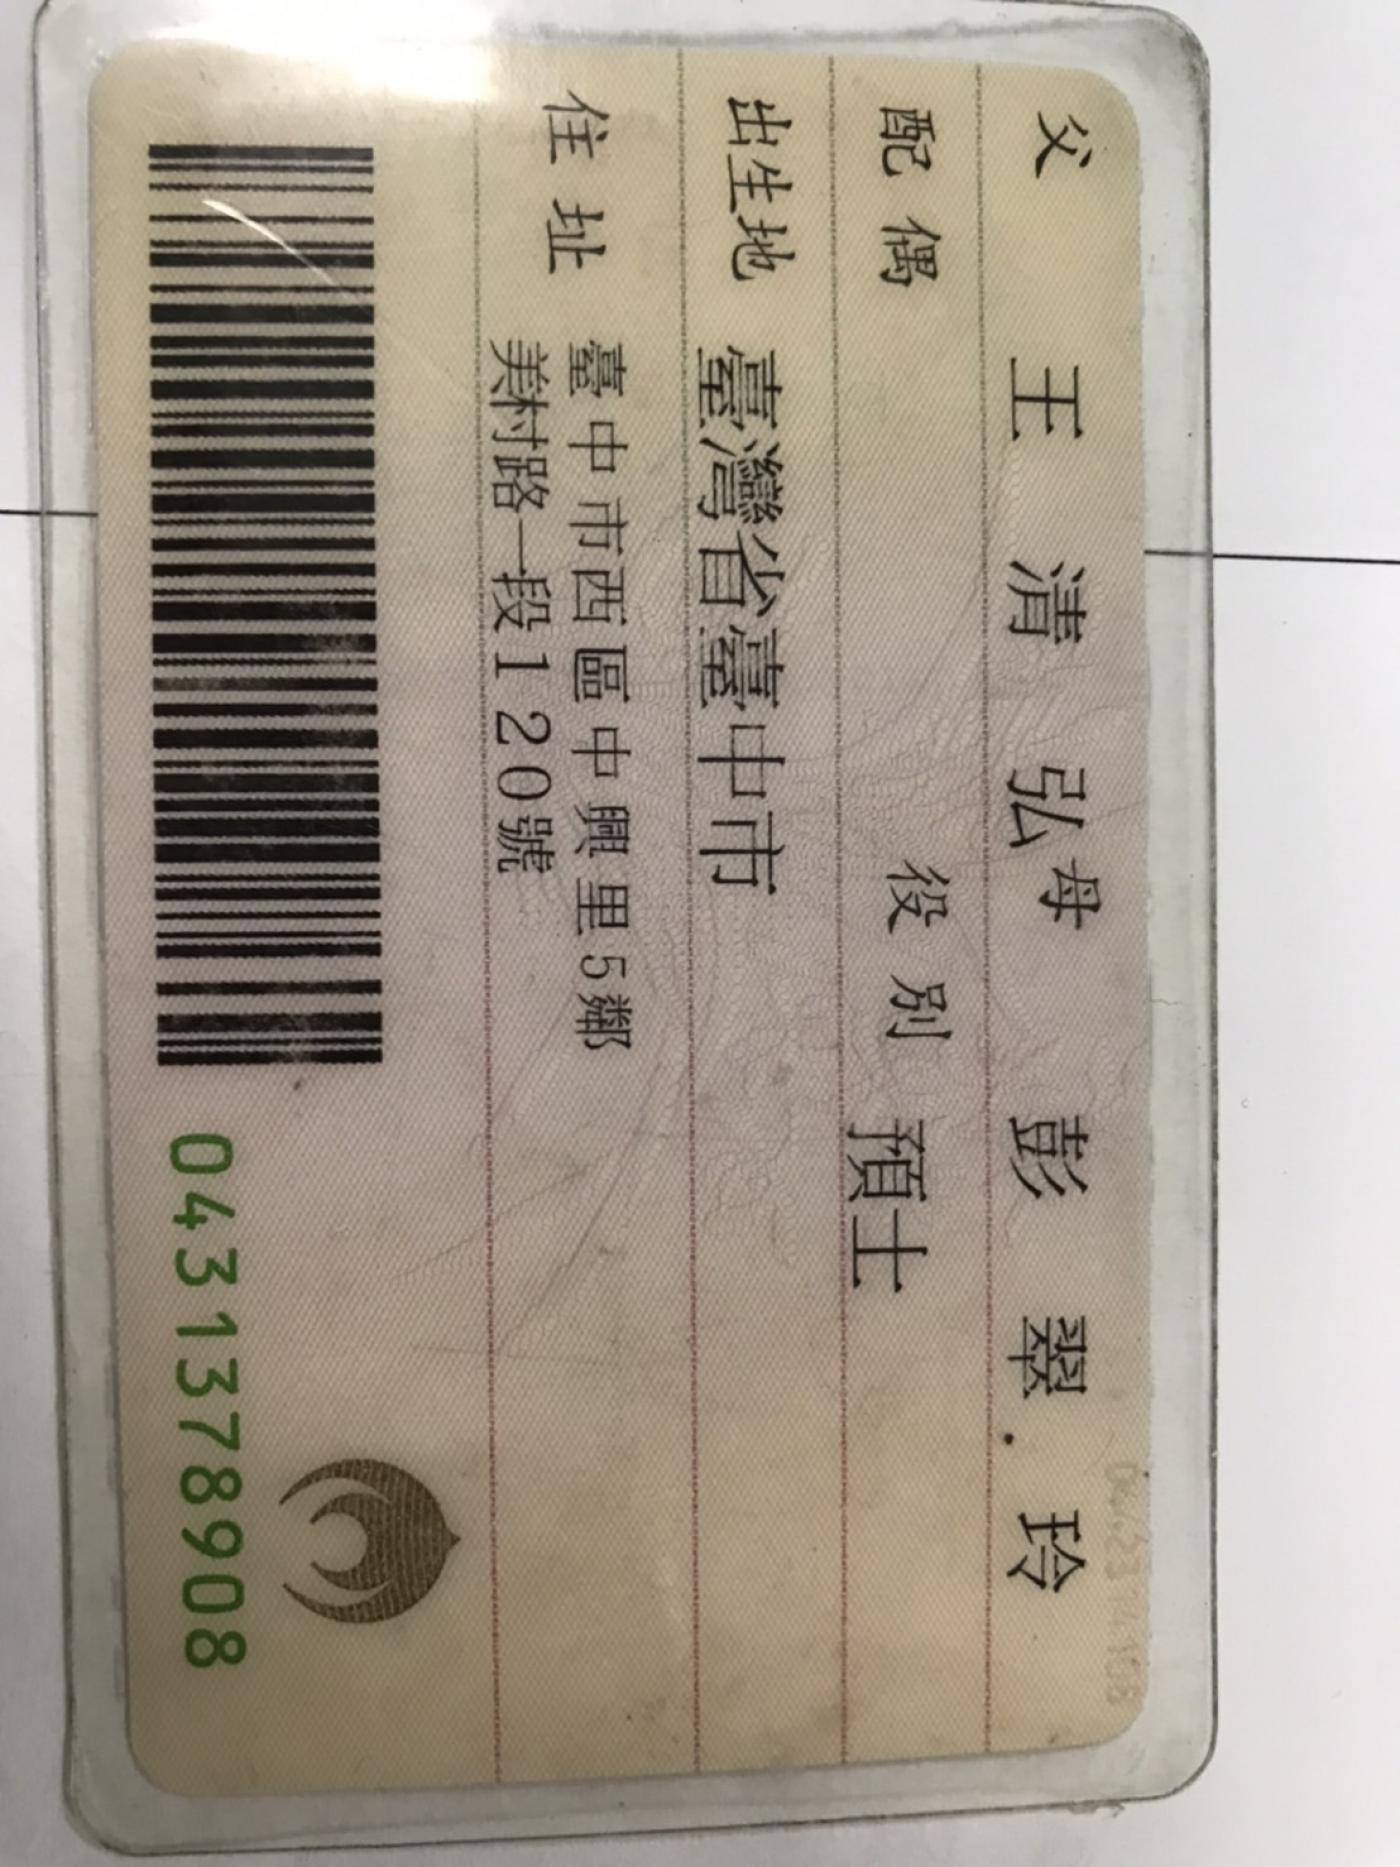 父 王清弘 母 彭翠玲
配偶 役別 預士
出生地 臺灣省臺中市
住址 臺中市西區中興里5鄰
美村路一段120號
0431378908